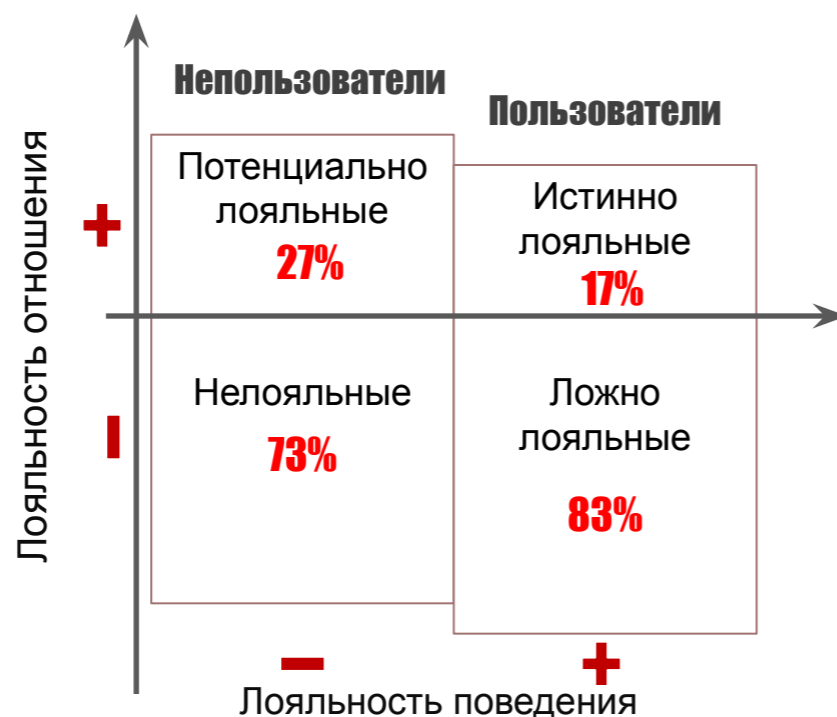 Непользователи
Пользователи
Лояльность отношения
+
Потенциально
лояльные
27%
Истинно
лояльные
17%
–
Нелояльные
73%
Ложно
лояльные
83%
–
+
Лояльность поведения